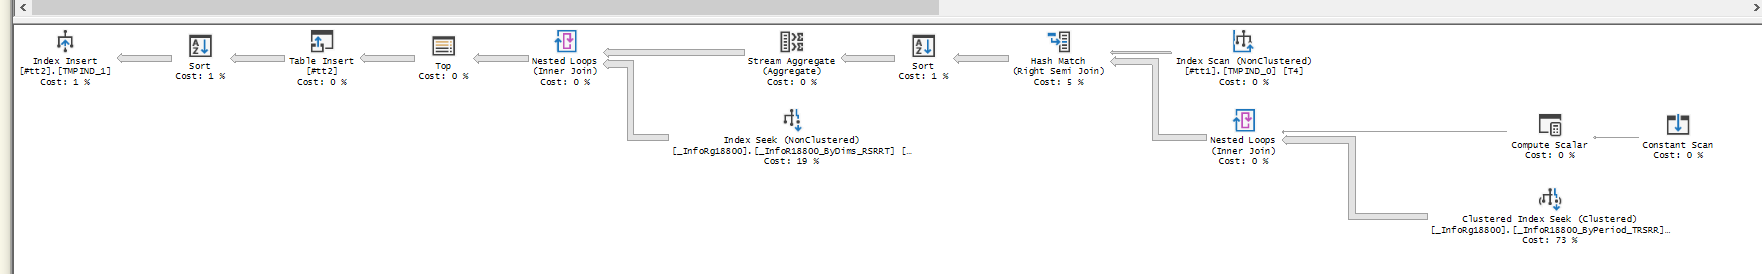 Index Insert
[#tt2].[TMPIND_1]
Cost: 1 %
Sort
Cost: 1 %
Table Insert
[#tt2]
Cost: 0 %
Top
Cost: 0 %
Nested Loops
(Inner Join)
Cost: 0 %
Stream Aggregate
(Aggregate)
Cost: 0 %
Sort
Cost: 1 %
Hash Match
(Right Semi Join)
Cost: 5 %
Index Scan (NonClustered)
[#tt1].[TMPIND_0] [T4]
Cost: 0 %
Index Seek (NonClustered)
[_InfoRg18800].[_InfoR18800_ByDims_RSRRT] [...
Cost: 19 %
Nested Loops
(Inner Join)
Cost: 0 %
Compute Scalar
Cost: 0 %
Constant Scan
Cost: 0 %
Clustered Index Seek (Clustered)
[_InfoRg18800].[_InfoR18800_ByPeriod_TRSRR]...
Cost: 73 %